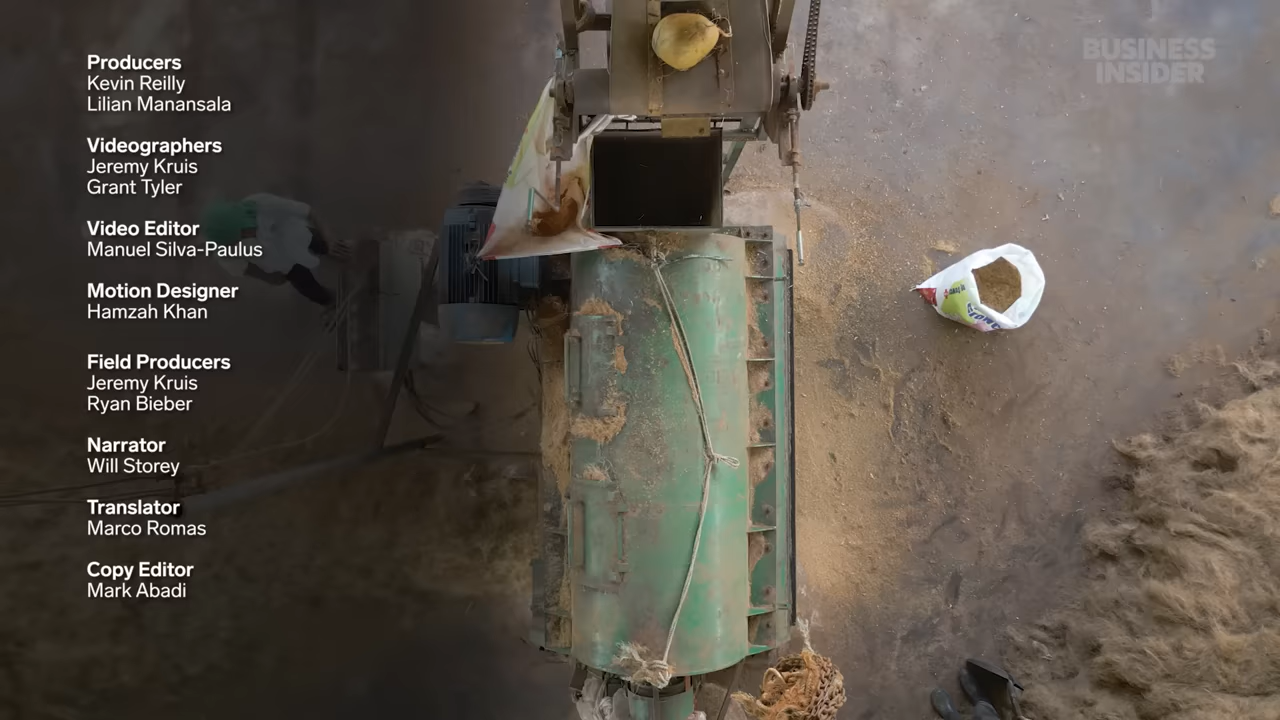 Producers
Kevin Reilly
Lilian Manansala
Videographers
Jeremy Kruis
Grant Tyler
Video Editor
Manuel Silva-Paulus
Motion Designer
Hamzah Khan
Field Producers
Jeremy Kruis
Ryan Bieber
Narrator
Will Storey
Translator
Marco Romas
Copy Editor
Mark Abadi
BUSINESS
INSIDER